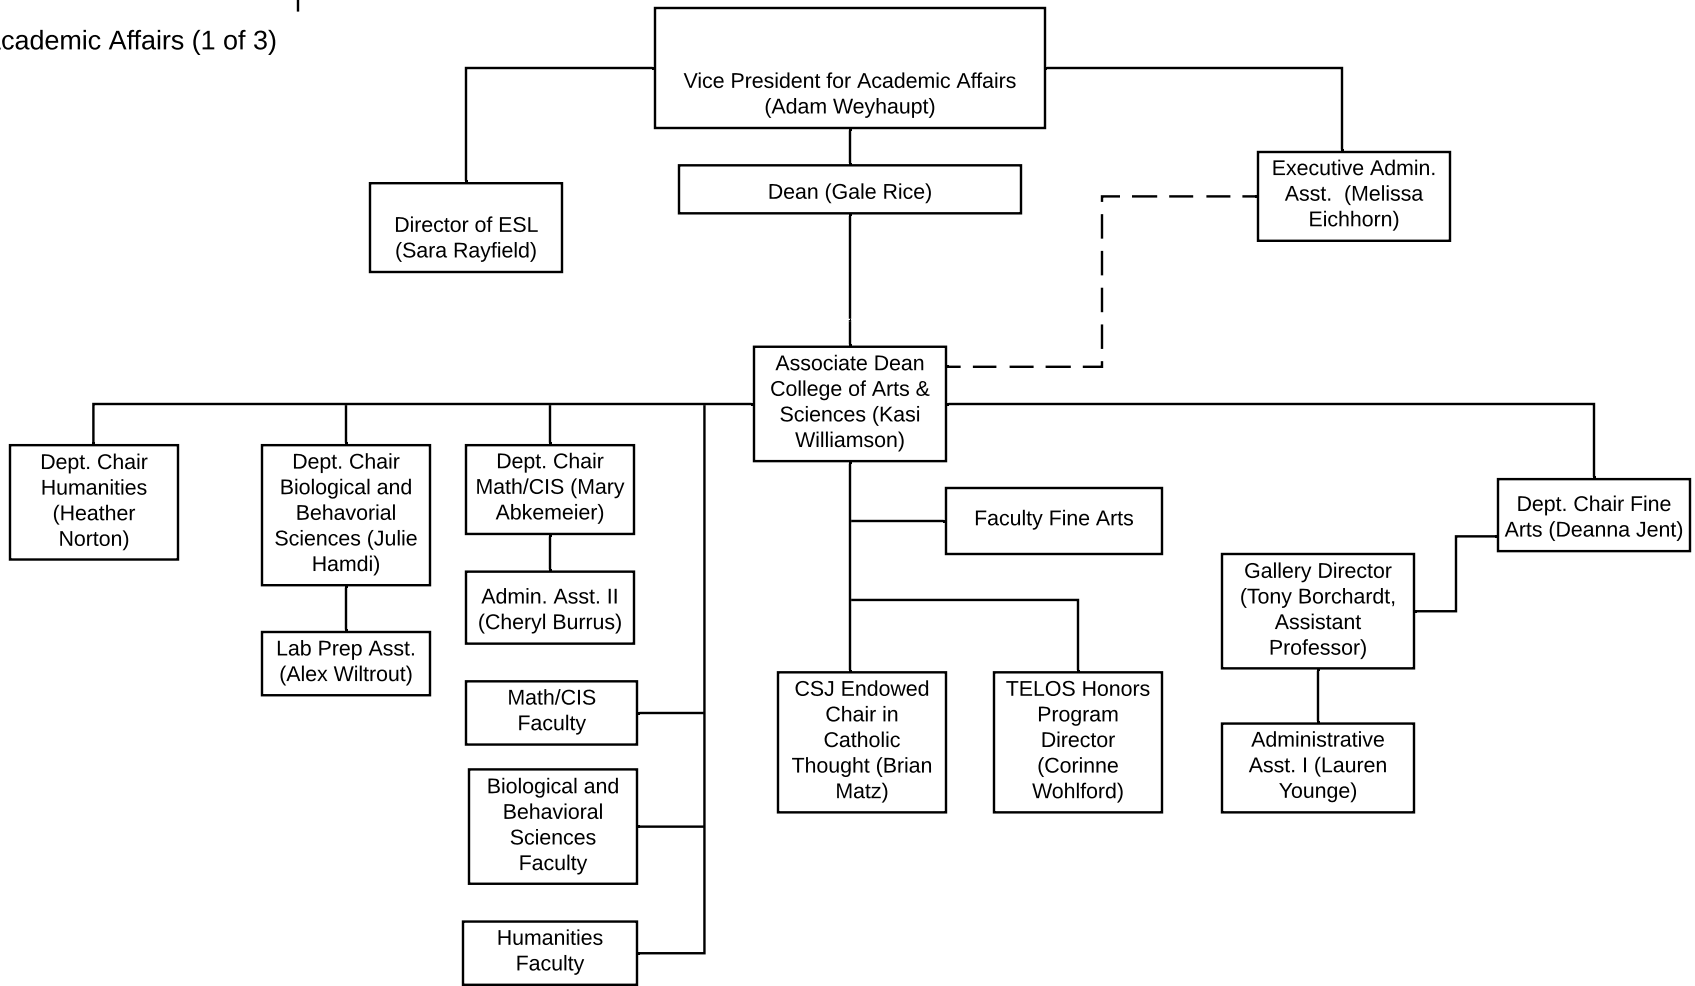 cademic Affairs (1 of 3)
Vice President for Academic Affairs
(Adam Weyhaupt)
Dean (Gale Rice)
Executive Admin.
Asst. (Melissa
Eichhorn)
Director of ESL
(Sara Rayfield)
Associate Dean
College of Arts &
Sciences (Kasi
Williamson)
Dept. Chair
Humanities
(Heather
Norton)
Dept. Chair
Biological and
Behavorial
Sciences (Julie
Hamdi)
Dept. Chair
Math/CIS (Mary
Abkemeier)
Faculty Fine Arts
Dept. Chair Fine
Arts (Deanna Jent)
Admin. Asst. II
(Cheryl Burrus)
Gallery Director
(Tony Borchardt,
Assistant
Professor)
Lab Prep Asst.
(Alex Wiltrout)
Math/CIS
Faculty
CSJ Endowed
Chair in
Catholic
Thought (Brian
Matz)
TELOS Honors
Program
Director
(Corinne
Wohlford)
Administrative
Asst. I (Lauren
Younge)
Biological and
Behavioral
Sciences
Faculty
Humanities
Faculty